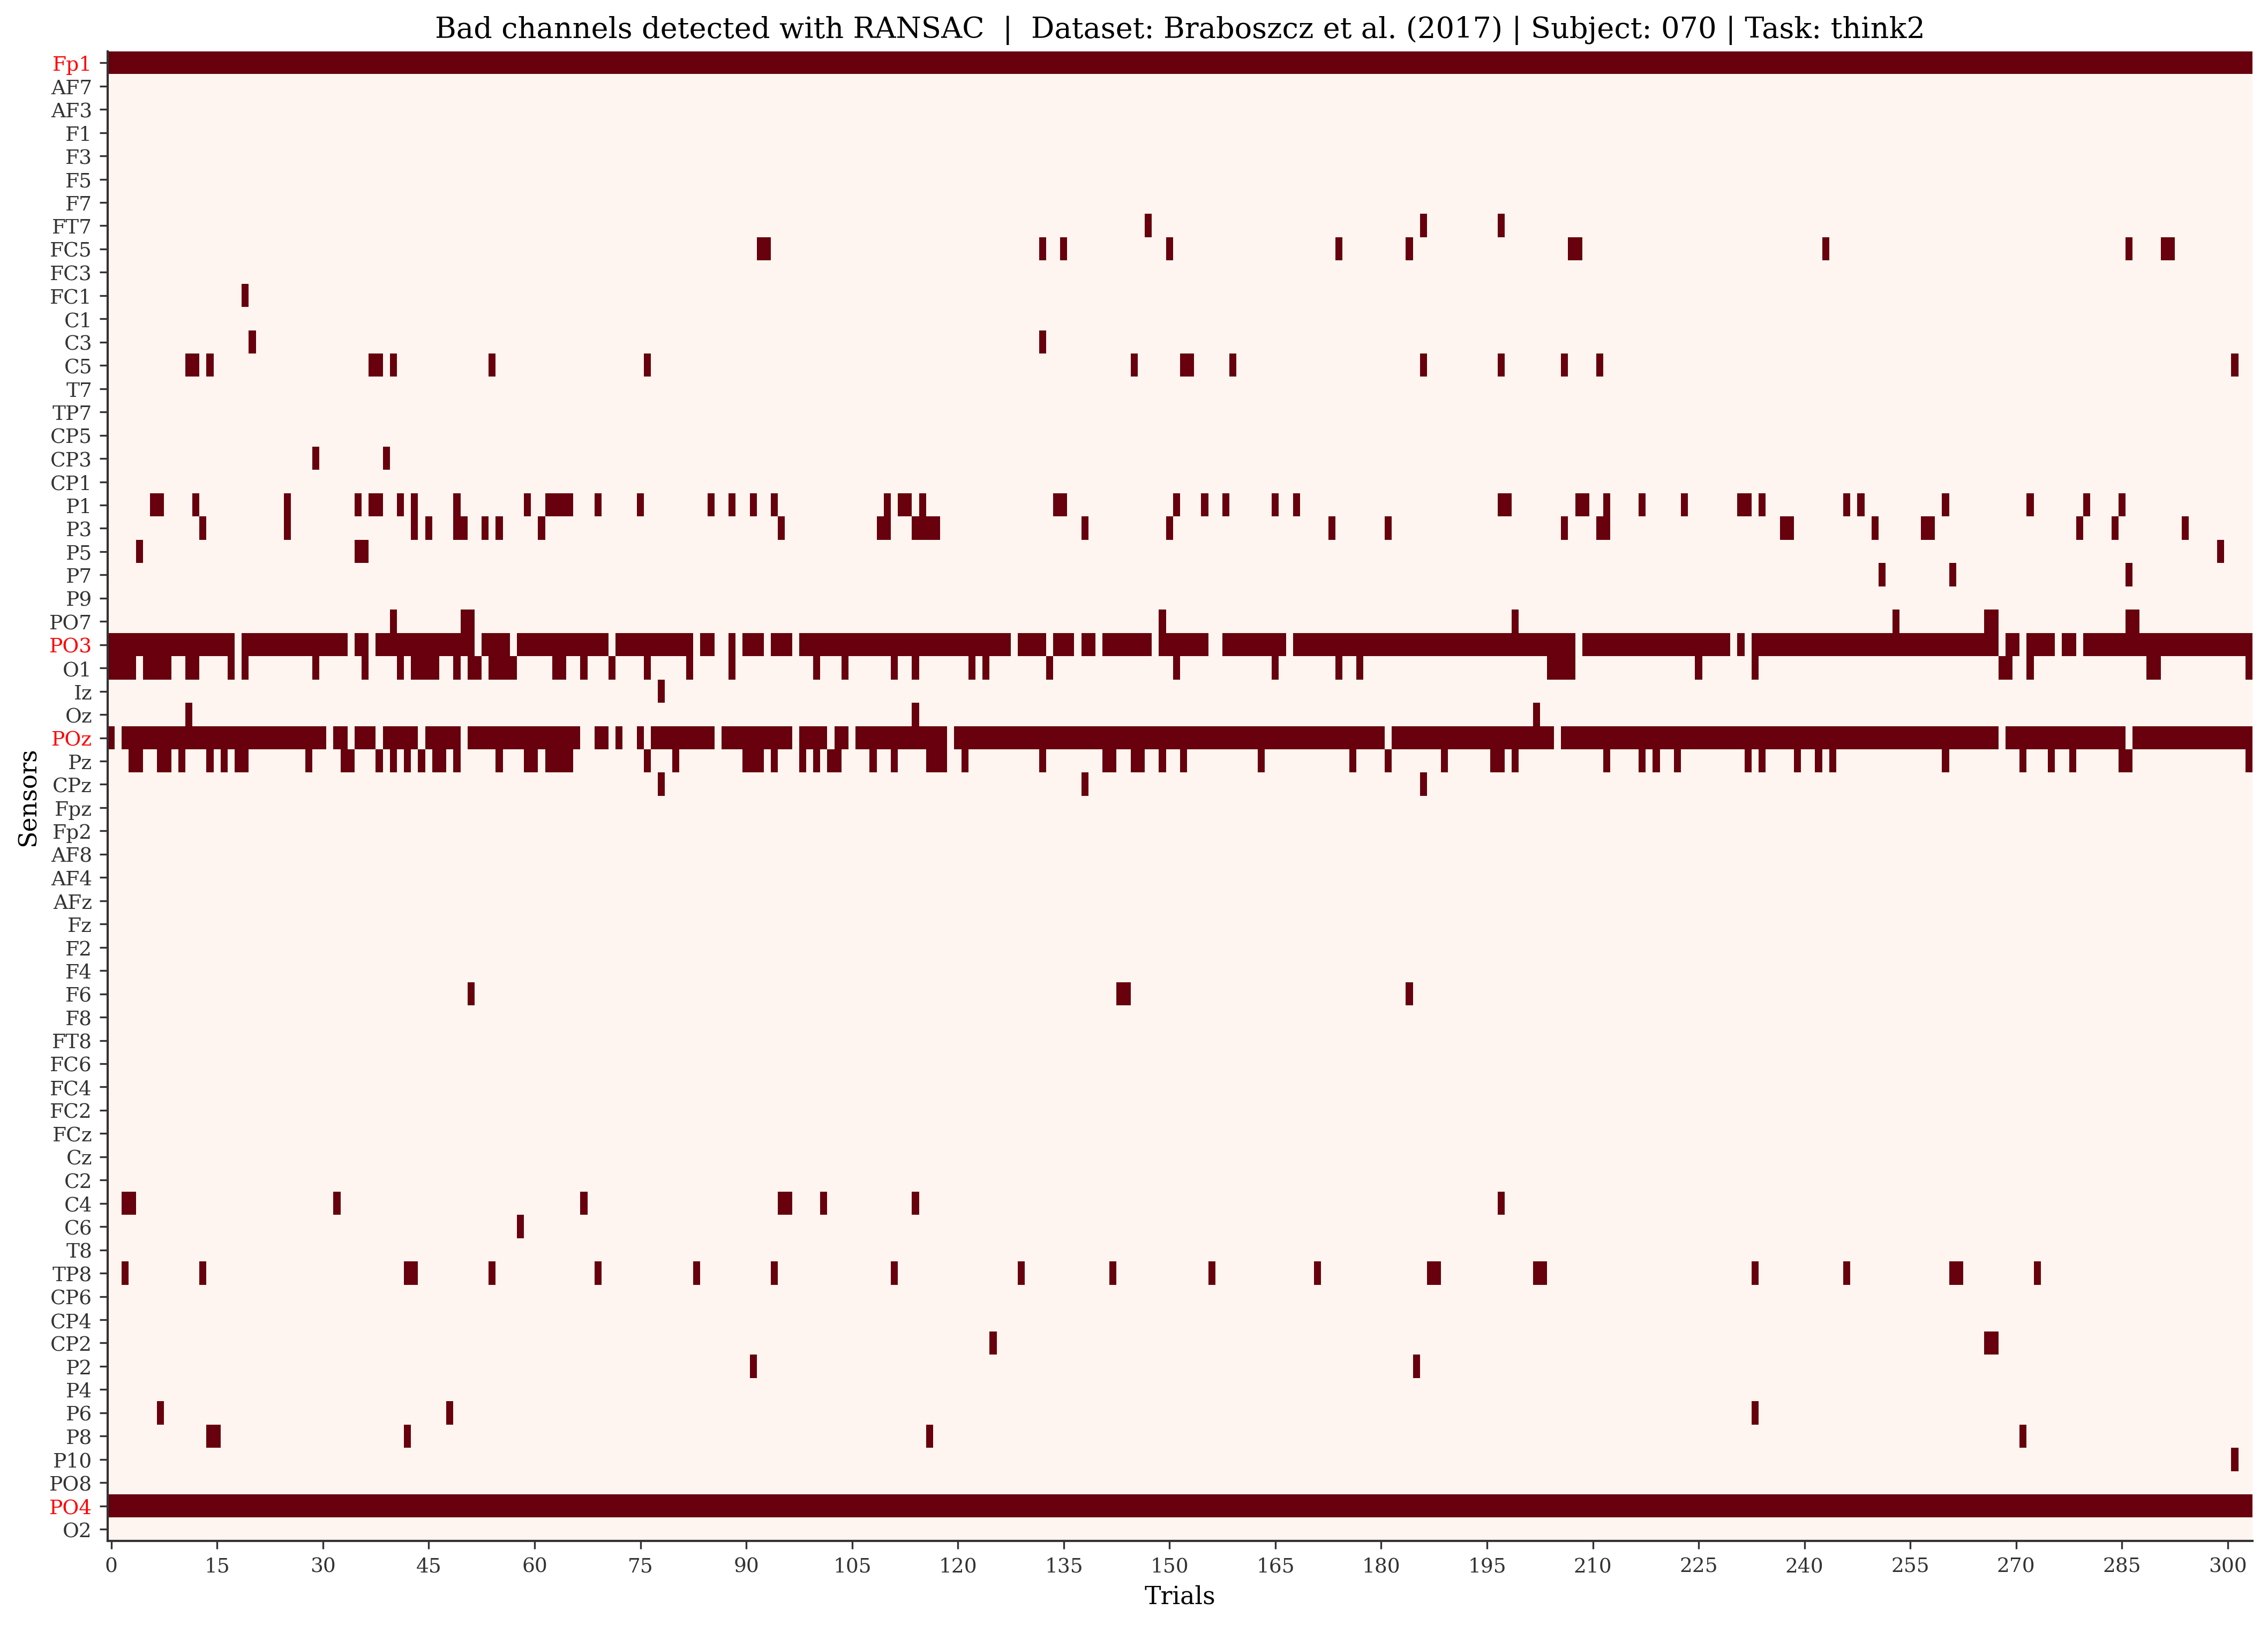 Bad channels detected with RANSAC | Dataset: Braboszcz et al. (2017) | Subject: 070 | Task: think2
Sensors
Fp1
AF7
AF3
F1
F3
F5
F7
FT7
FC5
FC3
FC1
C1
C3
C5
T7
TP7
CP5
CP3
CP1
P1
P3
P5
P7
P9
PO7
PO3
O1
Iz
Oz
POz
Pz
CPz
Fpz
Fp2
AF8
AF4
AFz
Fz
F2
F4
F6
F8
FT8
FC6
FC4
FC2
FCz
Cz
C2
C4
C6
T8
TP8
CP6
CP4
CP2
P2
P4
P6
P8
P10
PO8
PO4
O2
0 15 30 45 60 75 90 105 120 135 150 165 180 195 210 225 240 255 270 285 300
Trials